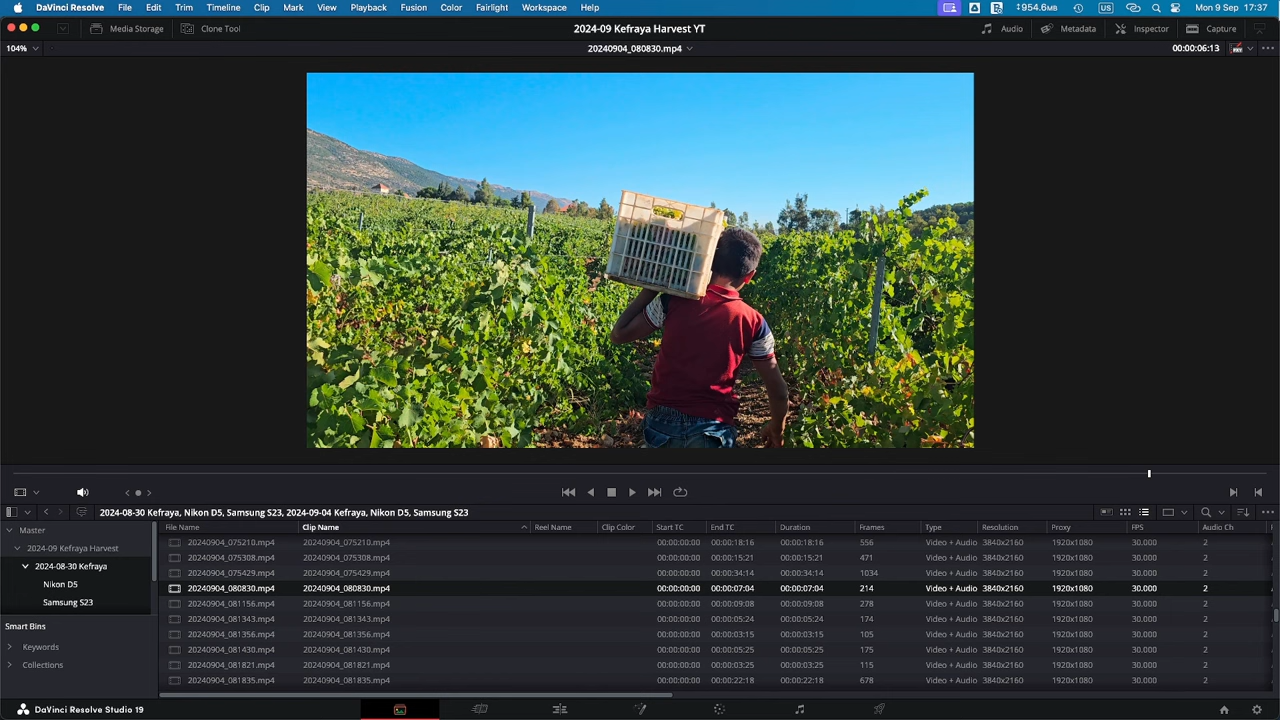 DaVinci Resolve File Edit Trim Timeline Clip Mark View Playback Fusion Color Fairlight Workspace Help 954.6MB US Mon 9 Sep 17:37
Media Storage Clone Tool 2024-09 Kefraya Harvest YT Audio Metadata Inspector Capture
104% 20240904_080830.mp4 00:00:06:13
2024-08-30 Kefraya, Nikon D5, Samsung S23, 2024-09-04 Kefraya, Nikon D5, Samsung S23
Master
2024-09 Kefraya Harvest
2024-08-30 Kefraya
Nikon D5
Samsung S23
Smart Bins
Keywords
Collections
File Name Clip Name Reel Name Clip Color Start TC End TC Duration Frames Type Resolution Proxy FPS Audio Ch
20240904_075210.mp4 20240904_075210.mp4 00:00:00:00 00:00:18:16 00:00:18:16 556 Video + Audio 3840x2160 1920x1080 30.000 2
20240904_075308.mp4 20240904_075308.mp4 00:00:00:00 00:00:15:21 00:00:15:21 471 Video + Audio 3840x2160 1920x1080 30.000 2
20240904_075429.mp4 20240904_075429.mp4 00:00:00:00 00:00:34:14 00:00:34:14 1034 Video + Audio 3840x2160 1920x1080 30.000 2
20240904_080830.mp4 20240904_080830.mp4 00:00:00:00 00:00:07:04 00:00:07:04 214 Video + Audio 3840x2160 1920x1080 30.000 2
20240904_081156.mp4 20240904_081156.mp4 00:00:00:00 00:00:09:08 00:00:09:08 278 Video + Audio 3840x2160 1920x1080 30.000 2
20240904_081343.mp4 20240904_081343.mp4 00:00:00:00 00:00:05:24 00:00:05:24 174 Video + Audio 3840x2160 1920x1080 30.000 2
20240904_081356.mp4 20240904_081356.mp4 00:00:00:00 00:00:03:15 00:00:03:15 105 Video + Audio 3840x2160 1920x1080 30.000 2
20240904_081430.mp4 20240904_081430.mp4 00:00:00:00 00:00:05:25 00:00:05:25 175 Video + Audio 3840x2160 1920x1080 30.000 2
20240904_081821.mp4 20240904_081821.mp4 00:00:00:00 00:00:03:25 00:00:03:25 115 Video + Audio 3840x2160 1920x1080 30.000 2
20240904_081835.mp4 20240904_081835.mp4 00:00:00:00 00:00:22:18 00:00:22:18 678 Video + Audio 3840x2160 1920x1080 30.000 2
DaVinci Resolve Studio 19